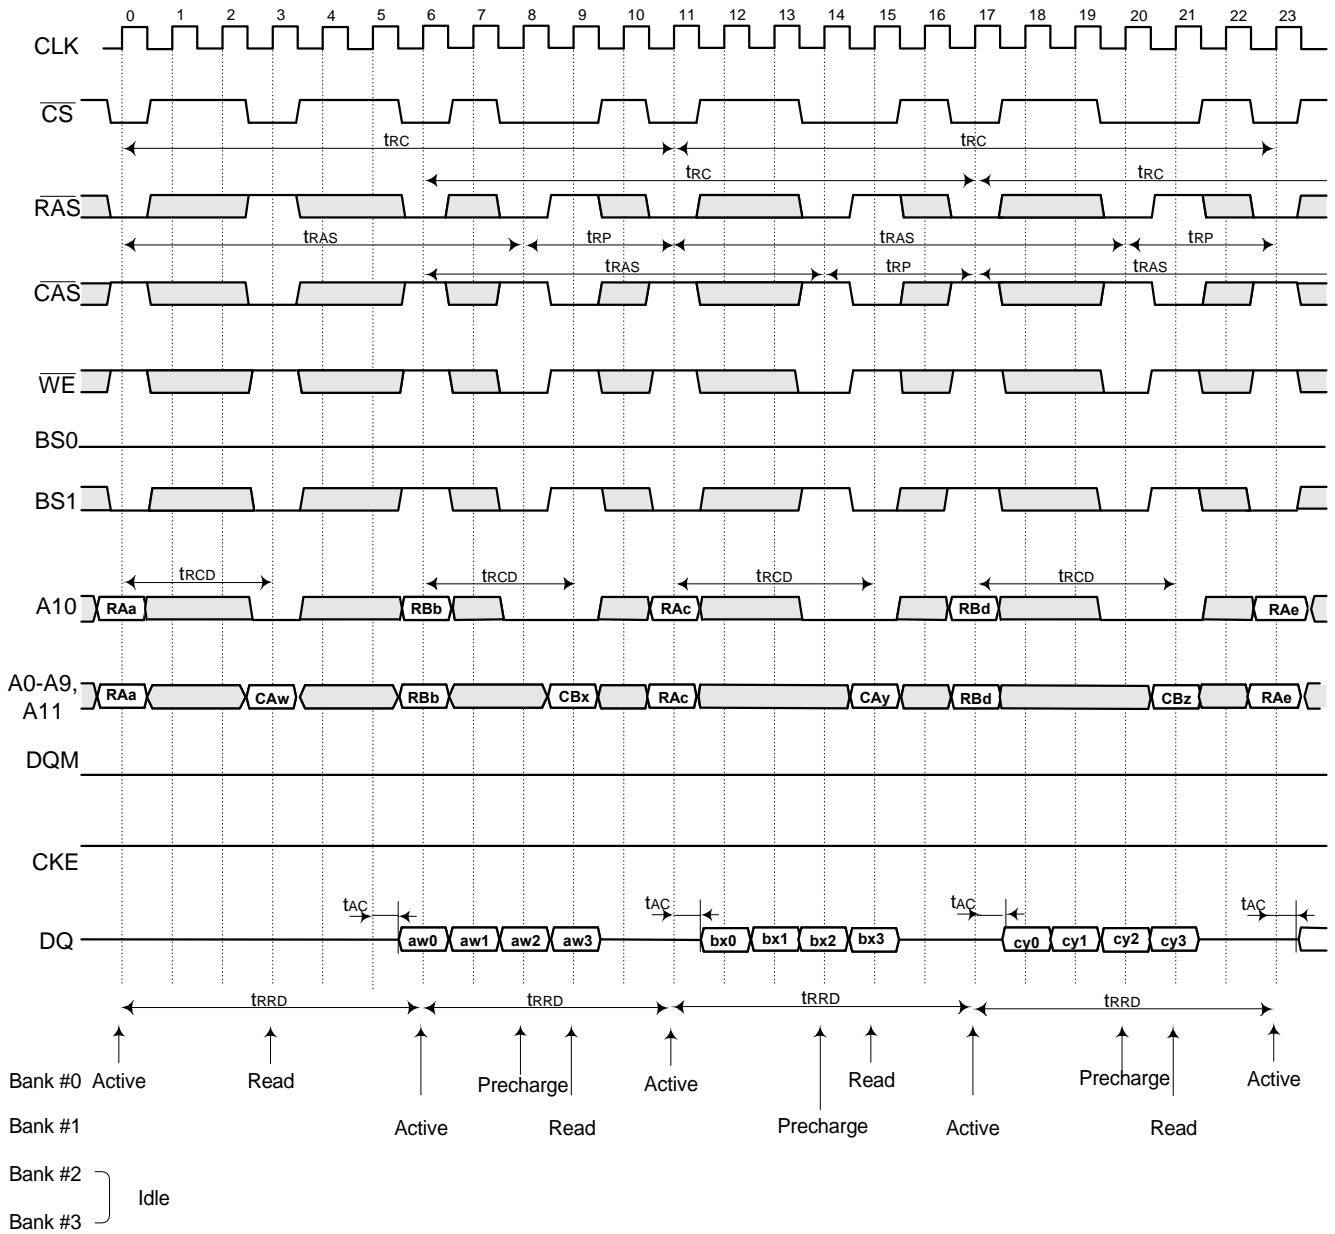 0 1 2 3 4 5 6 7 8 9 10 11 12 13 14 15 16 17 18 19 20 21 22 23
CLK
CS
tRC tRC
tRC tRC
RAS
tRAS tRP tRAS tRP
tRAS tRP tRAS
CAS
WE
BS0
BS1
tRCD tRCD tRCD tRCD
A10 RAa RBb RAc RBd RAe
A0-A9,
A11
RAa CAw RBb CBx RAc CAy RBd CBz RAe
DQM
CKE
tAC tAC tAC tAC
DQ aw0 aw1 aw2 aw3 bx0 bx1 bx2 bx3 cy0 cy1 cy2 cy3
tRRD tRRD tRRD tRRD
Bank #0 Active Read Precharge Active Read Precharge Active
Bank #1 Active Read Precharge Active Read
Bank #2
Idle
Bank #3